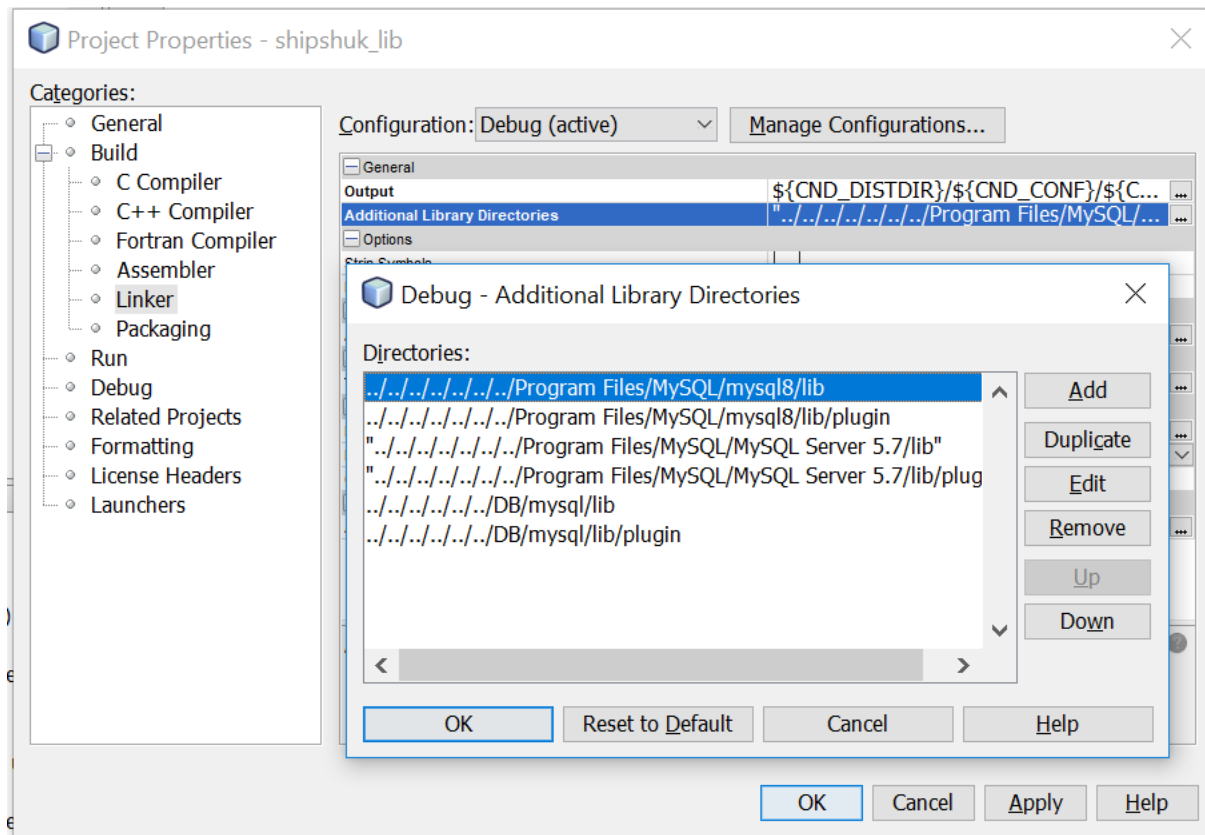 Project Properties - shipshuk_lib
Categories:
General
Build
C Compiler
C++ Compiler
Fortran Compiler
Assembler
Linker
Packaging
Run
Debug
Related Projects
Formatting
License Headers
Launchers
Configuration: Debug (active) Manage Configurations...
General
Output ${CND_DISTDIR}/${CND_CONF}/${C... ...
Additional Library Directories "../../../../../../../Program Files/MySQL/... ...
Options
Strip Symbols
Debug - Additional Library Directories
Directories:
../../../../../../../Program Files/MySQL/mysql8/lib
../../../../../../../Program Files/MySQL/mysql8/lib/plugin
"../../../../../../../Program Files/MySQL/MySQL Server 5.7/lib"
"../../../../../../../Program Files/MySQL/MySQL Server 5.7/lib/plug
../../../../../../DB/mysql/lib
../../../../../../DB/mysql/lib/plugin
Add
Duplicate
Edit
Remove
Up
Down
OK Reset to Default Cancel Help
OK Cancel Apply Help